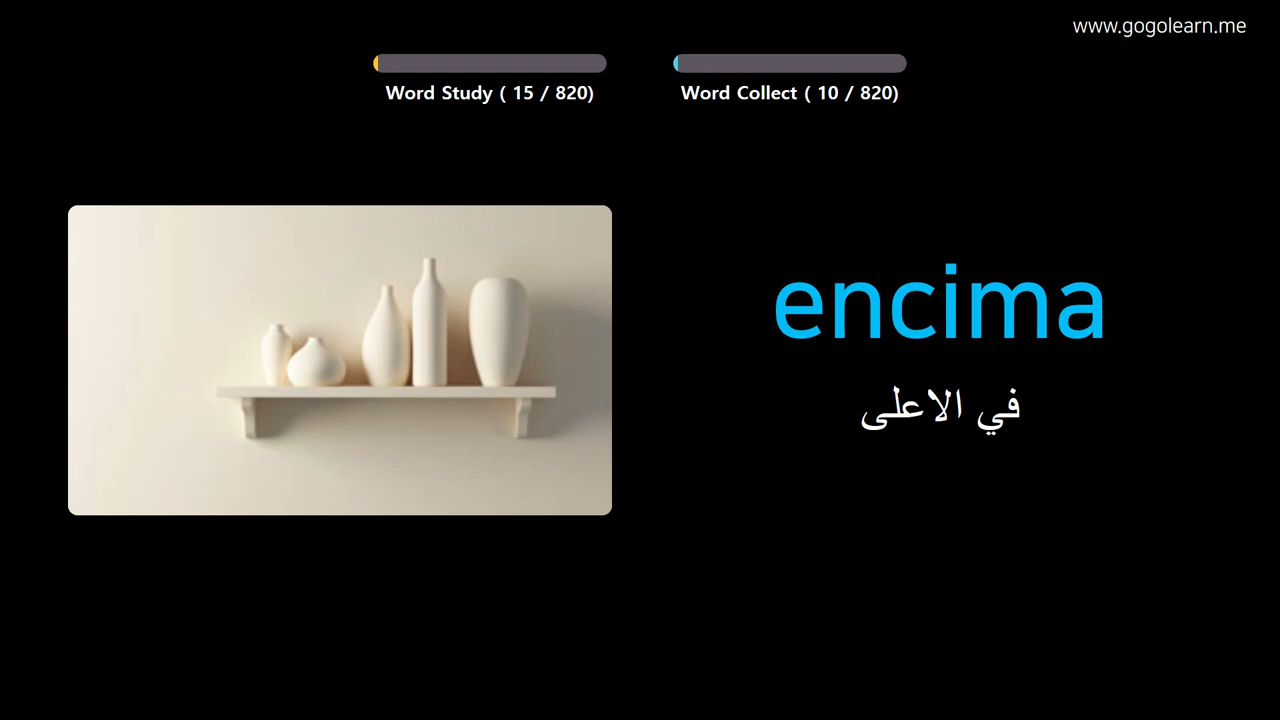 www.gogolearn.me
Word Study ( 15 / 820)
Word Collect ( 10 / 820)
encima
في الاعلى